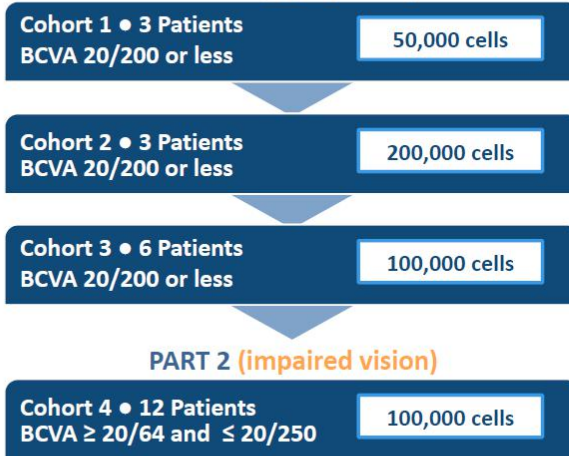 Cohort 1 ● 3 Patients
BCVA 20/200 or less
50,000 cells
Cohort 2 ● 3 Patients
BCVA 20/200 or less
200,000 cells
Cohort 3 ● 6 Patients
BCVA 20/200 or less
100,000 cells
PART 2 (impaired vision)
Cohort 4 ● 12 Patients
BCVA ≥ 20/64 and ≤ 20/250
100,000 cells